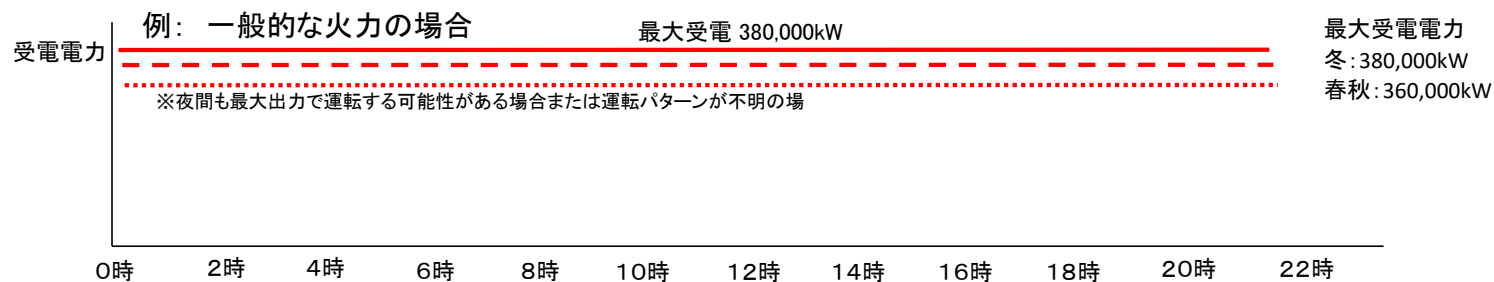 例： 一般的な火力の場合
最大受電 380,000kW
受電電力
※夜間も最大出力で運転する可能性がある場合または運転パターンが不明の場
最大受電電力
冬：380,000kW
春秋：360,000kW
0時 2時 4時 6時 8時 10時 12時 14時 16時 18時 20時 22時